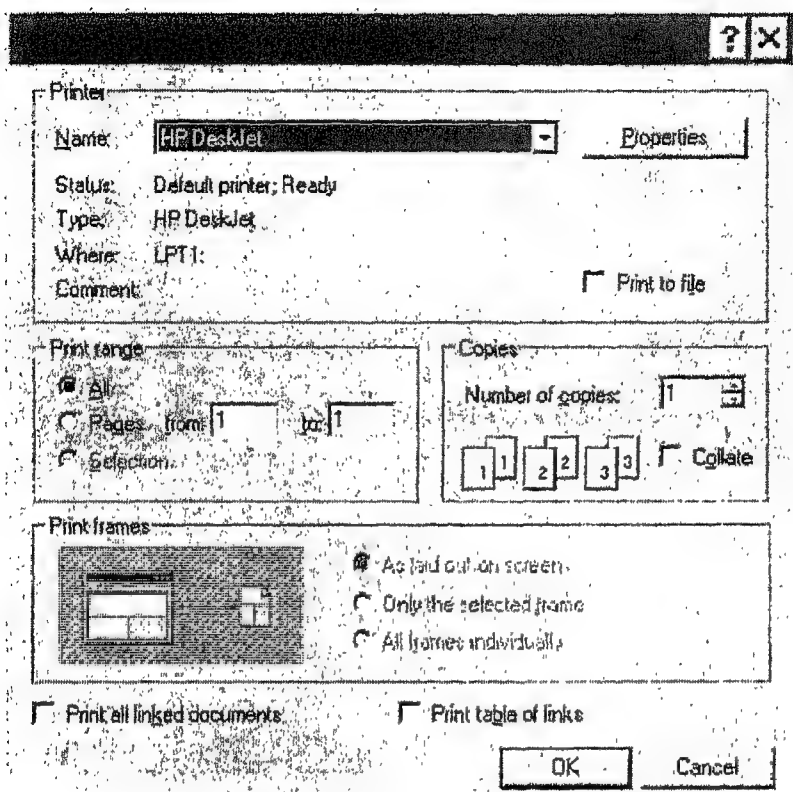 ? X
Printer
Name: HP DeskJet Properties
Status: Default printer; Ready
Type: HP DeskJet
Where: LPT1:
Comment: Print to file
Print range
All
Pages from: 1 to: 1
Selection
Copies
Number of copies: 1
1 1 2 2 3 3 Collate
Print frames
As laid out on screen
Only the selected frame
All frames individually
Print all linked documents Print table of links
OK Cancel